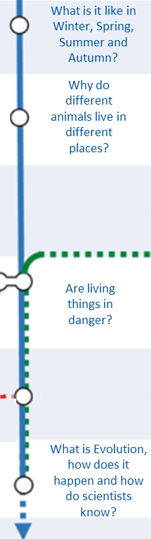 What is it like in
Winter, Spring,
Summer and
Autumn?
Why do
different
animals live in
different
places?
Are living
things in
danger?
What is Evolution,
how does it
happen and how
do scientists
know?